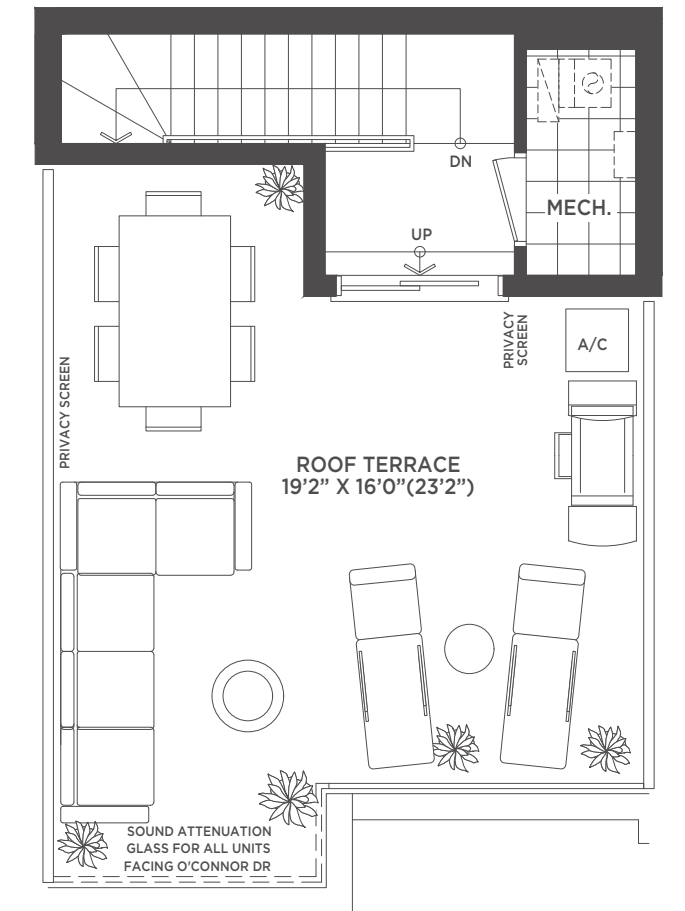 DN
MECH.
UP
PRIVACY
SCREEN
A/C
PRIVACY SCREEN
ROOF TERRACE
19’2” X 16’0”(23’2”)
SOUND ATTENUATION
GLASS FOR ALL UNITS
FACING O'CONNOR DR